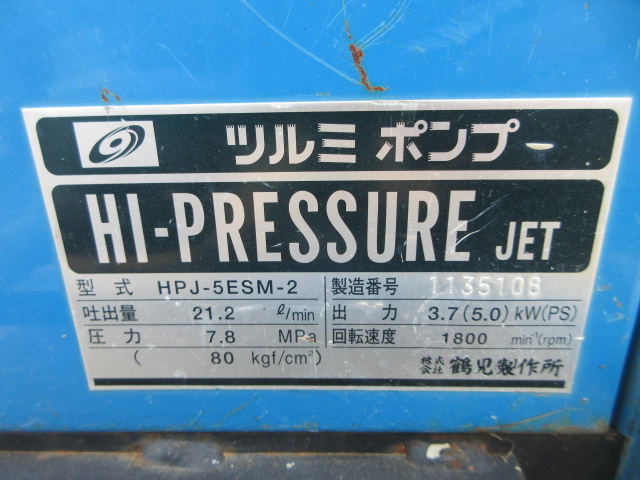 ツルミポンプ
HI-PRESSURE JET
型式 HPJ-5ESM-2 製造番号 1135108
吐出量 21.2 ℓ/min 出力 3.7(5.0) kW(PS)
圧力 7.8 MPa 回転速度 1800 min⁻¹(rpm)
( 80 kgf/cm²)
株式会社 鶴見製作所